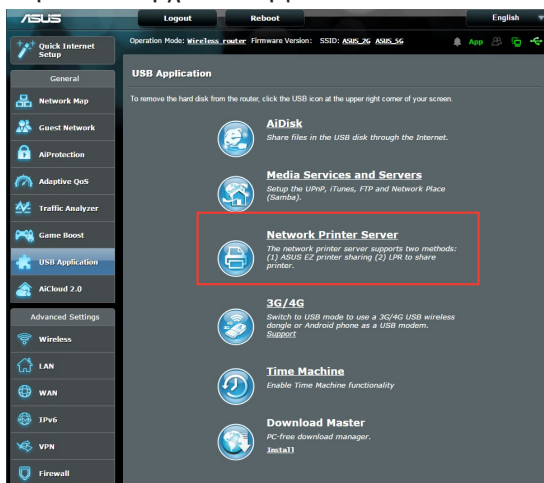 ASUS
Logout
Reboot
English
Quick Internet
Setup
Operation Mode: Wireless router Firmware Version: SSID: ASUS_2G ASUS_5G
App
General
Network Map
Guest Network
AiProtection
Adaptive QoS
Traffic Analyzer
Game Boost
USB Application
AiCloud 2.0
Advanced Settings
Wireless
LAN
WAN
IPv6
VPN
Firewall
USB Application
To remove the hard disk from the router, click the USB icon at the upper right corner of your screen.
AiDisk
Share files in the USB disk through the Internet.
Media Services and Servers
Setup the UPnP, iTunes, FTP and Network Place
(Samba).
Network Printer Server
The network printer server supports two methods:
(1) ASUS EZ printer sharing (2) LPR to share
printer.
3G/4G
Switch to USB mode to use a 3G/4G USB wireless
dongle or Android phone as a USB modem.
Support
Time Machine
Enable Time Machine functionality
Download Master
PC-free download manager.
Install